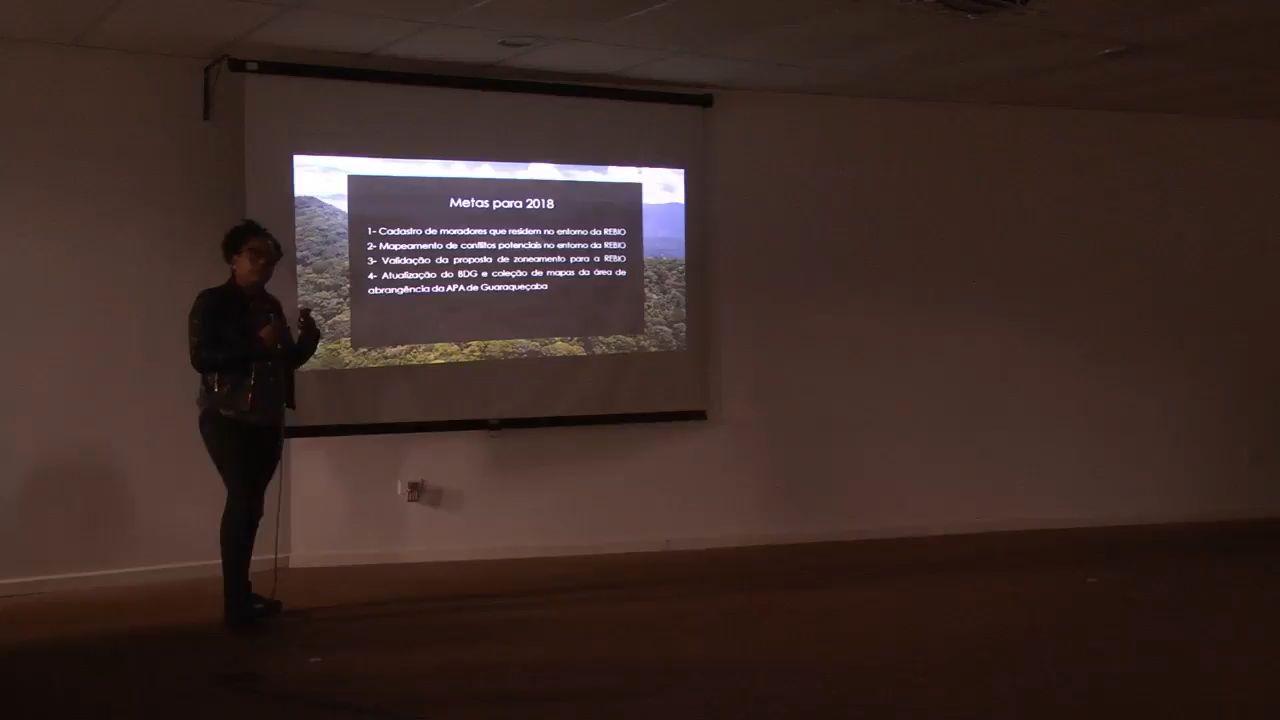 Metas para 2018
1- Cadastro de moradores que residem no entorno da REBIO
2- Mapeamento de conflitos potenciais no entorno da REBIO
3- Validação da proposta de zoneamento para a REBIO
4- Atualização do BDG e coleção de mapas da área de
abrangência da APA de Guaraqueçaba